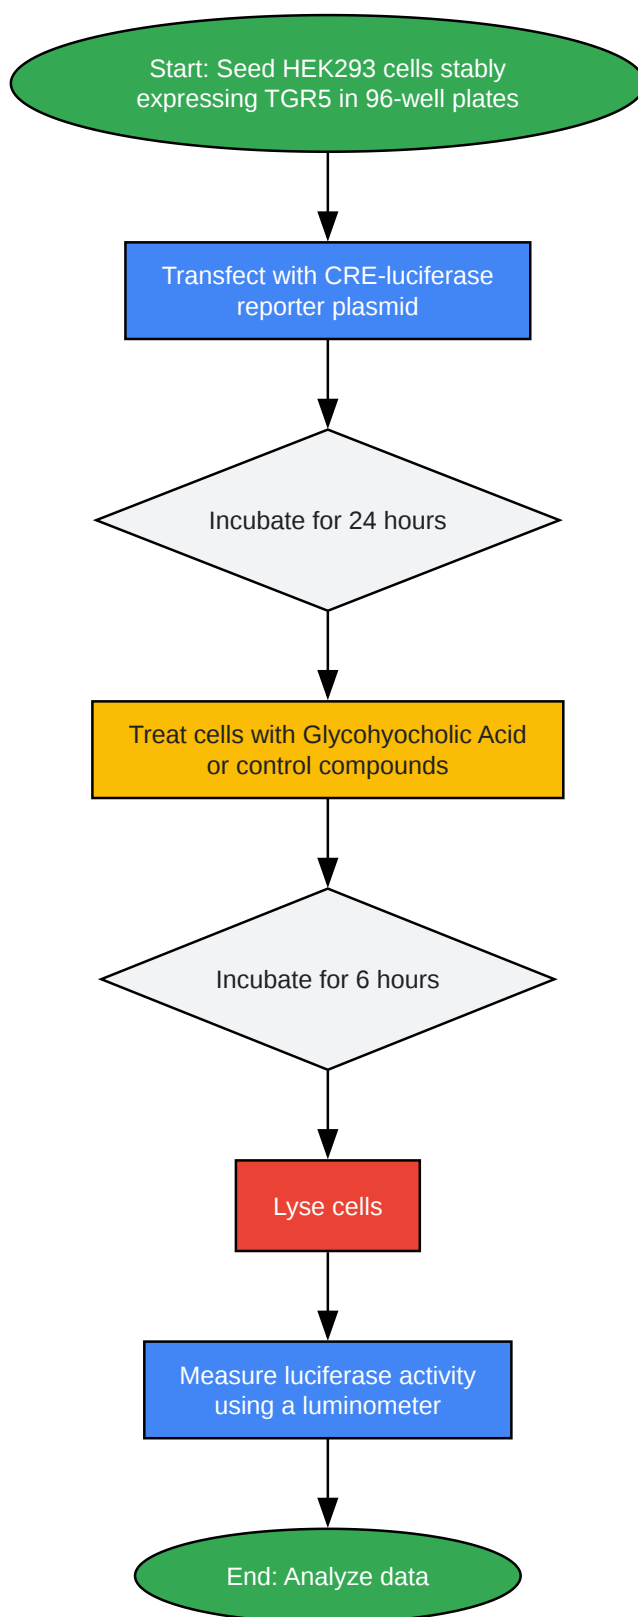 Start: Seed HEK293 cells stably
expressing TGR5 in 96-well plates
Transfect with CRE-luciferase
reporter plasmid
Incubate for 24 hours
Treat cells with Glycohyocholic Acid
or control compounds
Incubate for 6 hours
Lyse cells
Measure luciferase activity
using a luminometer
End: Analyze data